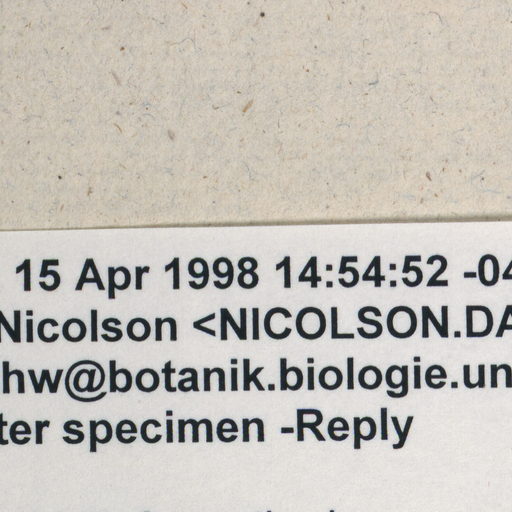 15 Apr 1998 14:54:52 -04
Nicolson <NICOLSON.DA
hw@botanik.biologie.un
ter specimen -Reply